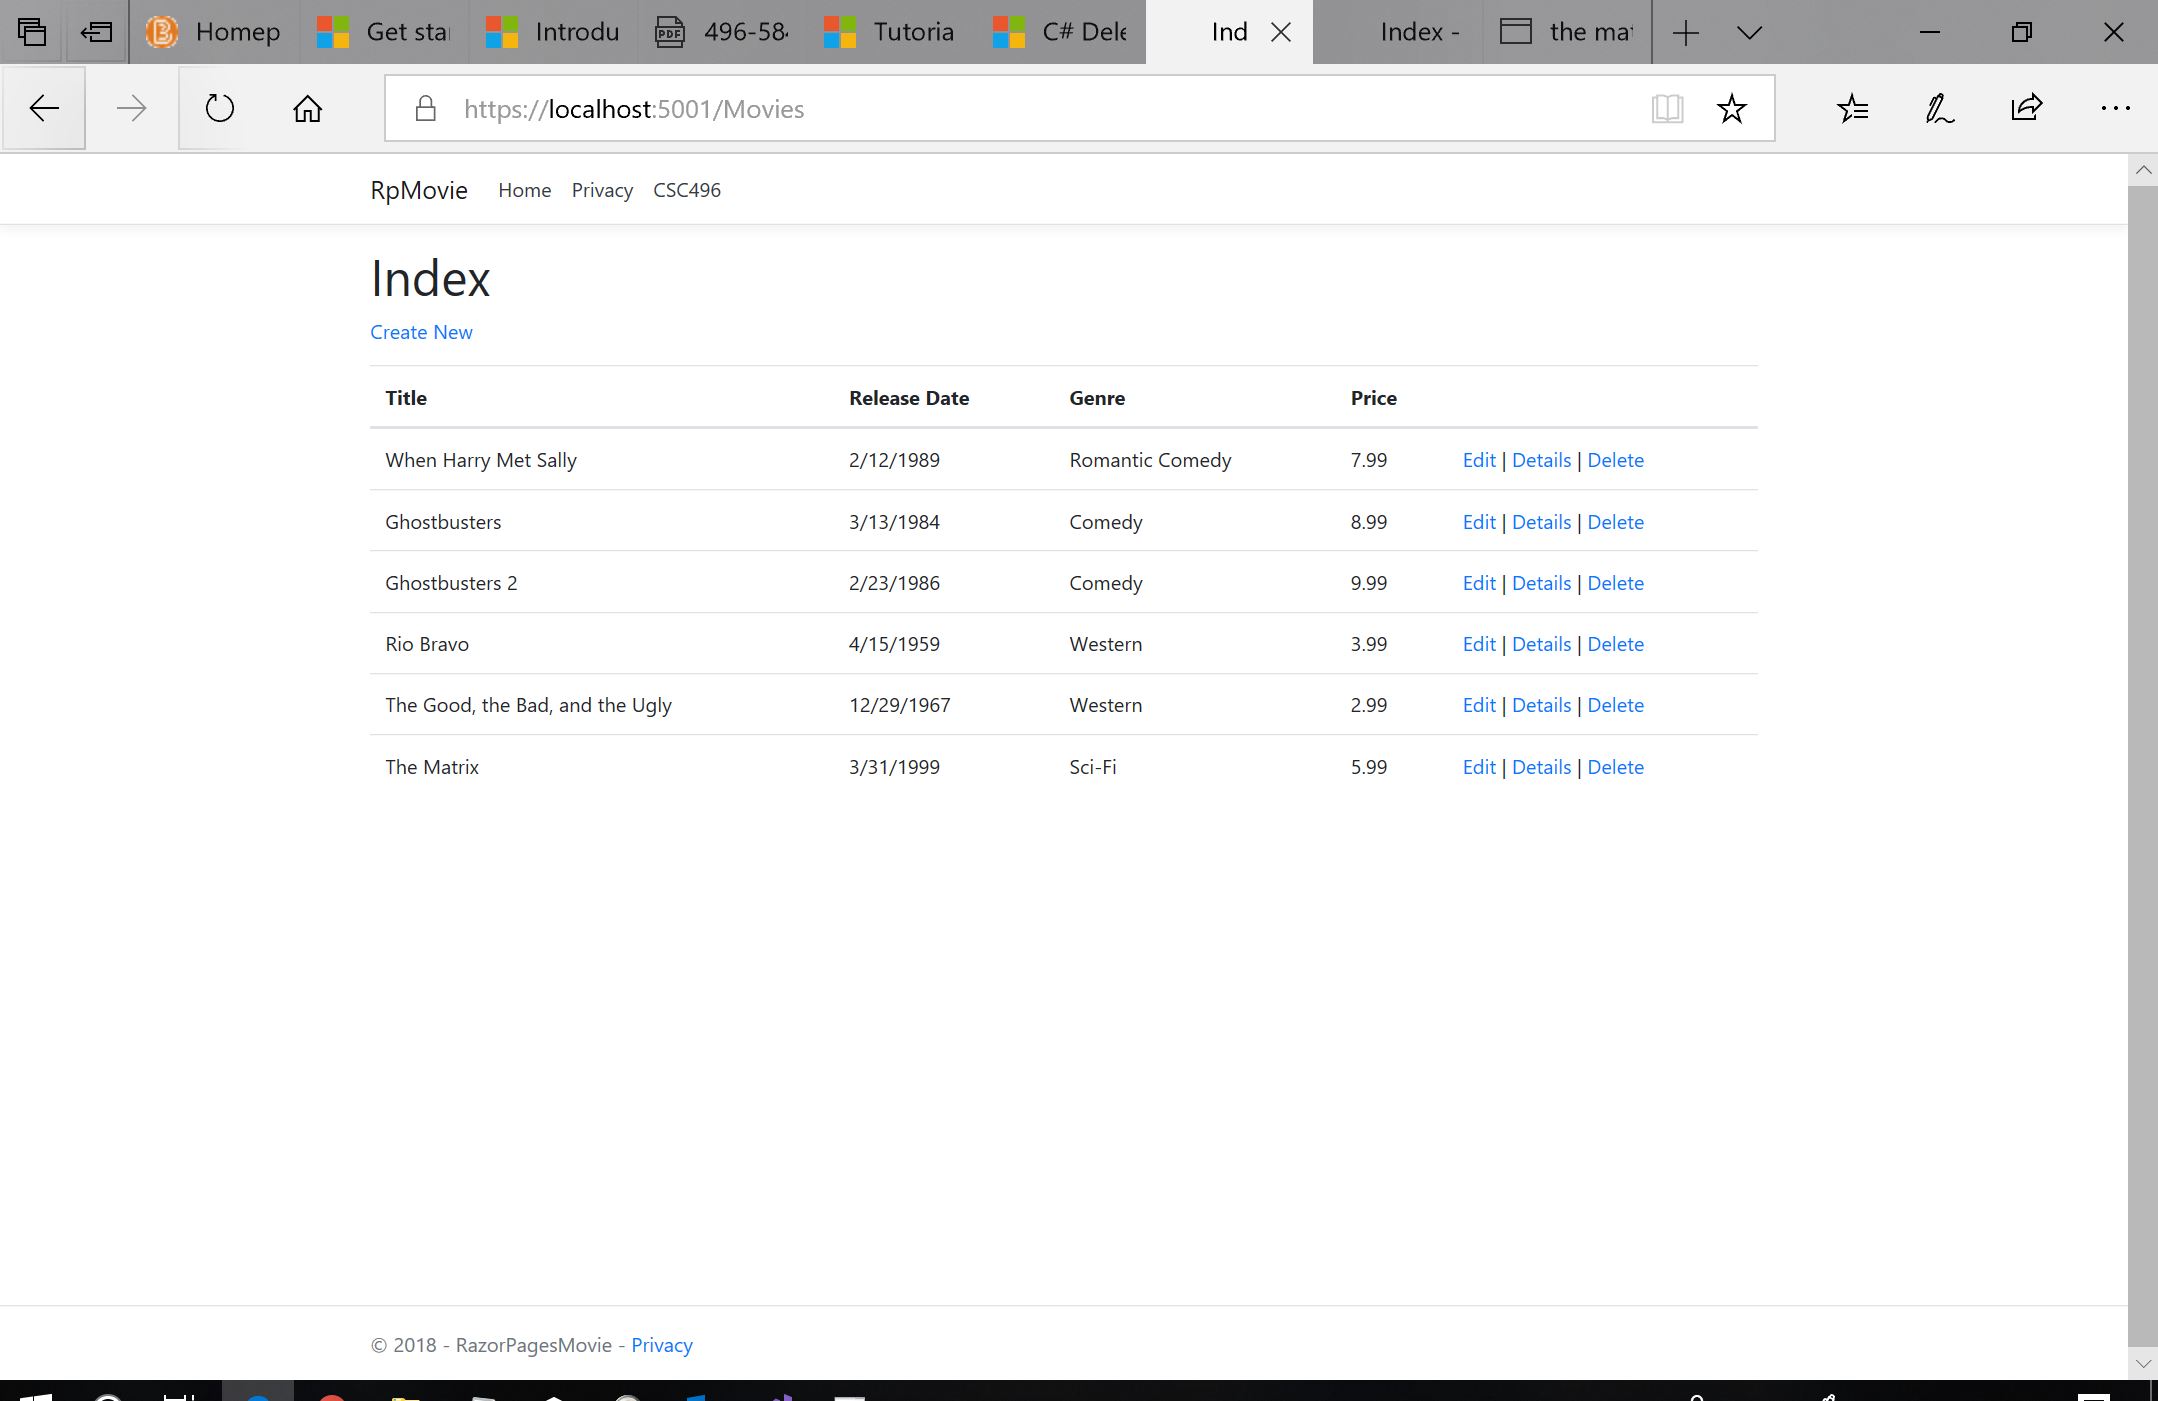 Homep Get sta Introdu PDF 496-58 Tutoria C# Dele Ind Index - the mat
https://localhost:5001/Movies
RpMovie Home Privacy CSC496
Index
Create New
Title Release Date Genre Price
When Harry Met Sally 2/12/1989 Romantic Comedy 7.99 Edit | Details | Delete
Ghostbusters 3/13/1984 Comedy 8.99 Edit | Details | Delete
Ghostbusters 2 2/23/1986 Comedy 9.99 Edit | Details | Delete
Rio Bravo 4/15/1959 Western 3.99 Edit | Details | Delete
The Good, the Bad, and the Ugly 12/29/1967 Western 2.99 Edit | Details | Delete
The Matrix 3/31/1999 Sci-Fi 5.99 Edit | Details | Delete
© 2018 - RazorPagesMovie - Privacy